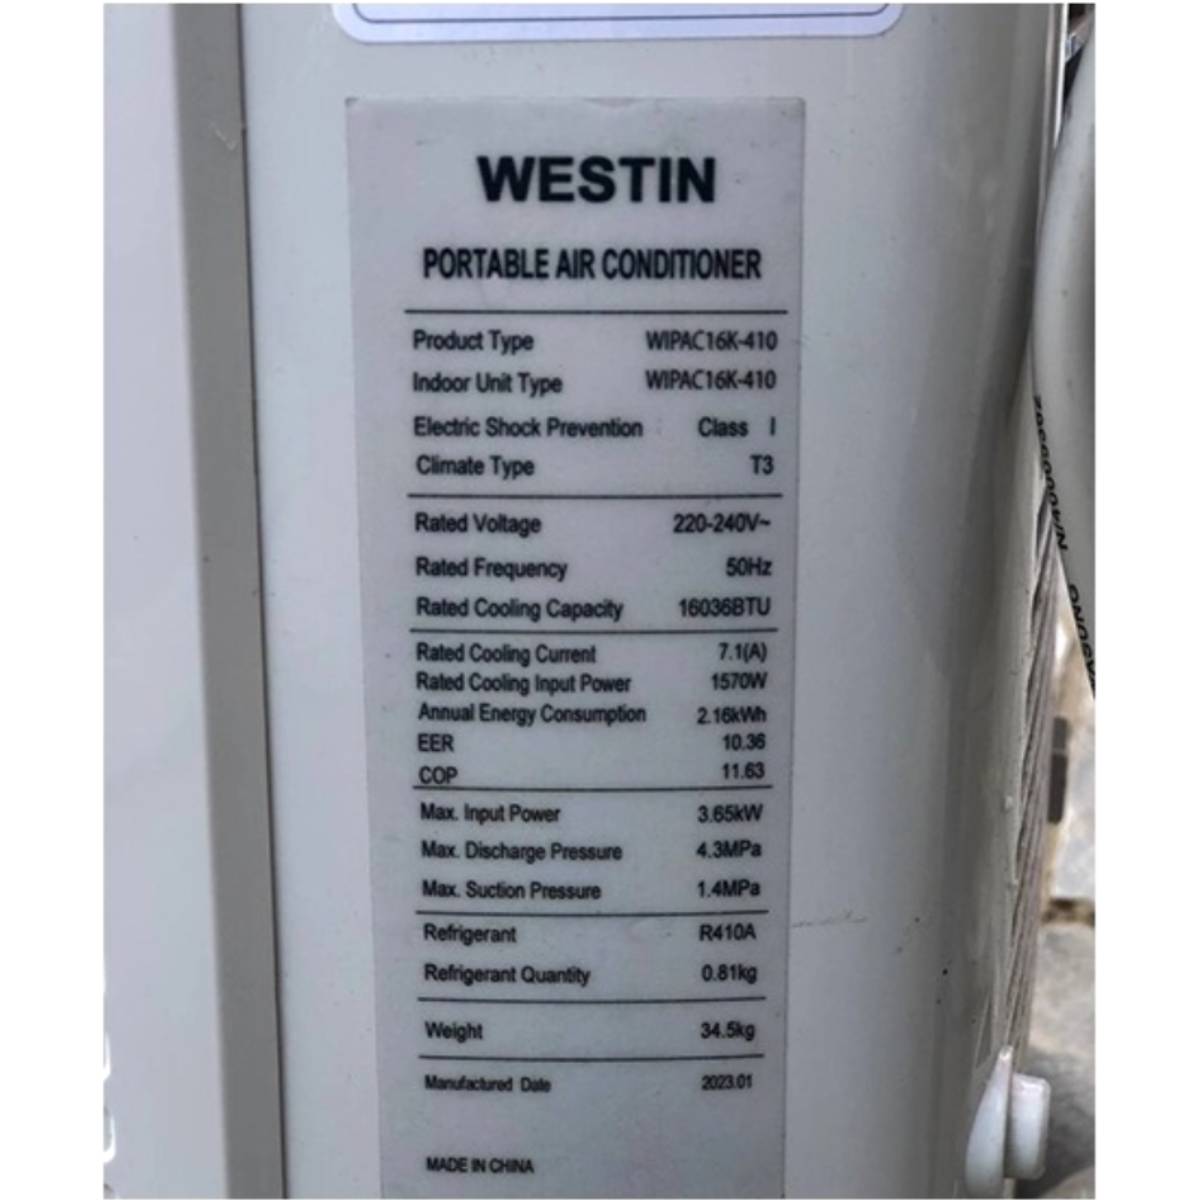 WESTIN
PORTABLE AIR CONDITIONER
Product Type WIPAC16K-410
Indoor Unit Type WIPAC16K-410
Electric Shock Prevention Class I
Climate Type T3
Rated Voltage 220-240V~
Rated Frequency 50Hz
Rated Cooling Capacity 16036BTU
Rated Cooling Current 7.1(A)
Rated Cooling Input Power 1570W
Annual Energy Consumption 2.16kWh
EER 10.36
COP 11.63
Max. Input Power 3.65kW
Max. Discharge Pressure 4.3MPa
Max. Suction Pressure 1.4MPa
Refrigerant R410A
Refrigerant Quantity 0.81kg
Weight 34.5kg
Manufactured Date 2023.01
MADE IN CHINA